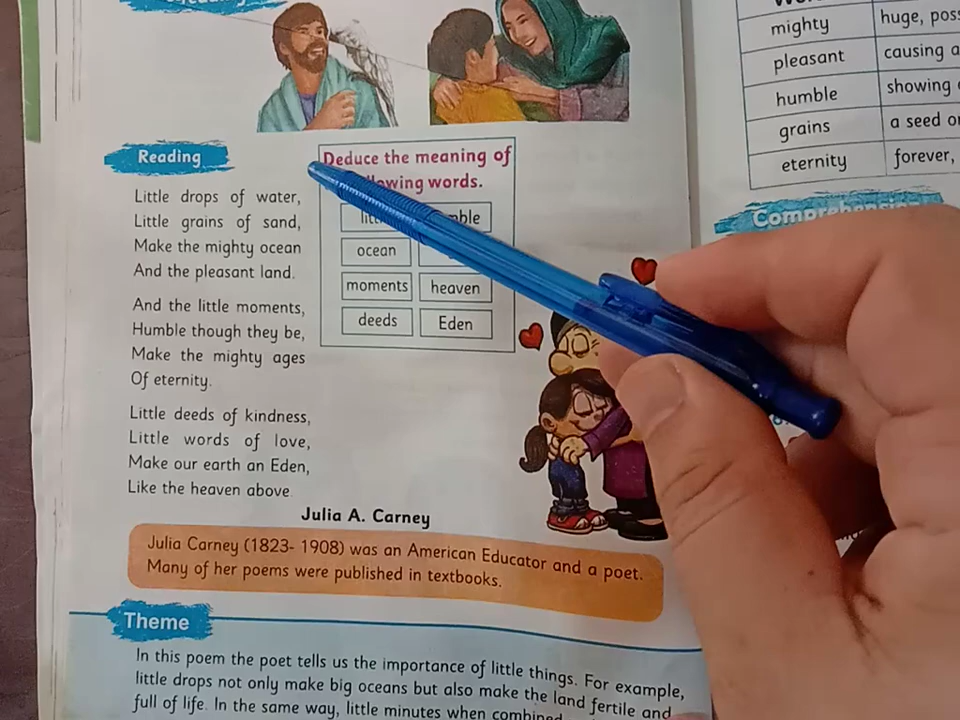 Reading
Little drops of water,
Little grains of sand,
Make the mighty ocean
And the pleasant land.
And the little moments,
Humble though they be,
Make the mighty ages
Of eternity.
Little deeds of kindness,
Little words of love,
Make our earth an Eden,
Like the heaven above.
Julia A. Carney
Julia Carney (1823- 1908) was an American Educator and a poet.
Many of her poems were published in textbooks.
Deduce the meaning of
words.
ocean
moments heaven
deeds Eden
Theme
In this poem the poet tells us the importance of little things. For example,
little drops not only make big oceans but also make the land fertile and
full of life. In the same way, little minutes when
mighty huge,
pleasant causing
humble showing
grains a seed
eternity forever,